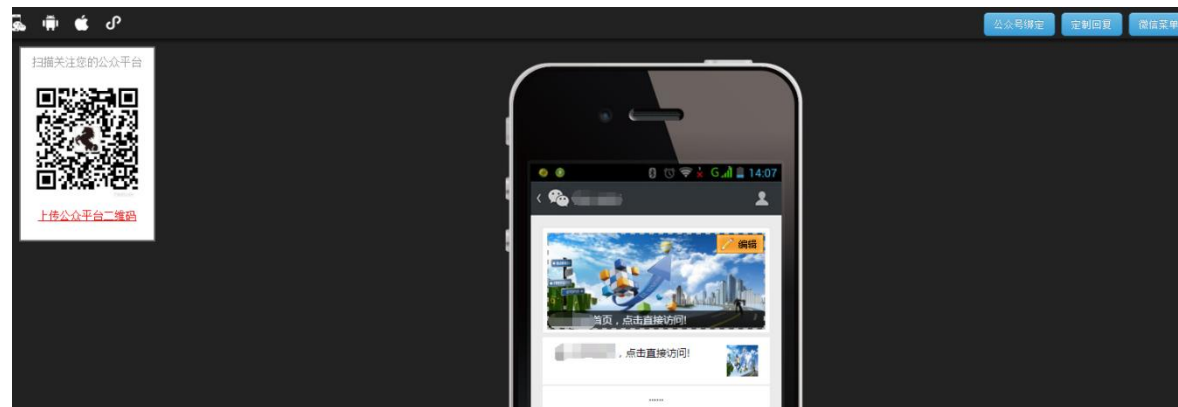 公众号绑定
定制回复
微信菜单
扫描关注您的公众平台
上传公众平台二维码
G
14:07
编辑
首页，点击直接访问!
，点击直接访问!
......